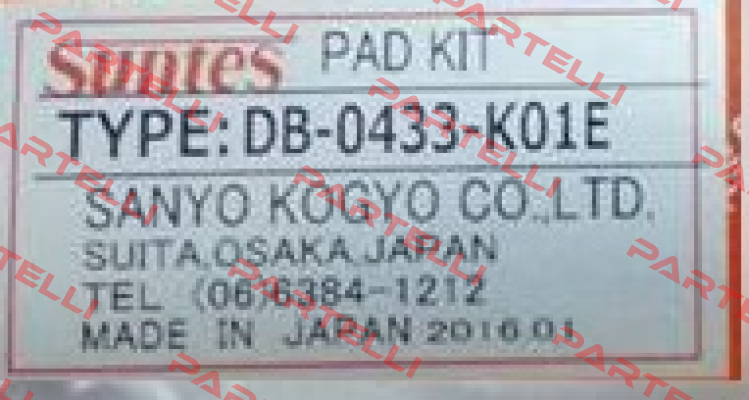 Suntes PAD KIT
TYPE: DB-0433-K01E
SANYO KOGYO CO.,LTD.
SUITA,OSAKA,JAPAN
TEL (06)6384-1212
MADE IN JAPAN 2016.01
PARTELLI